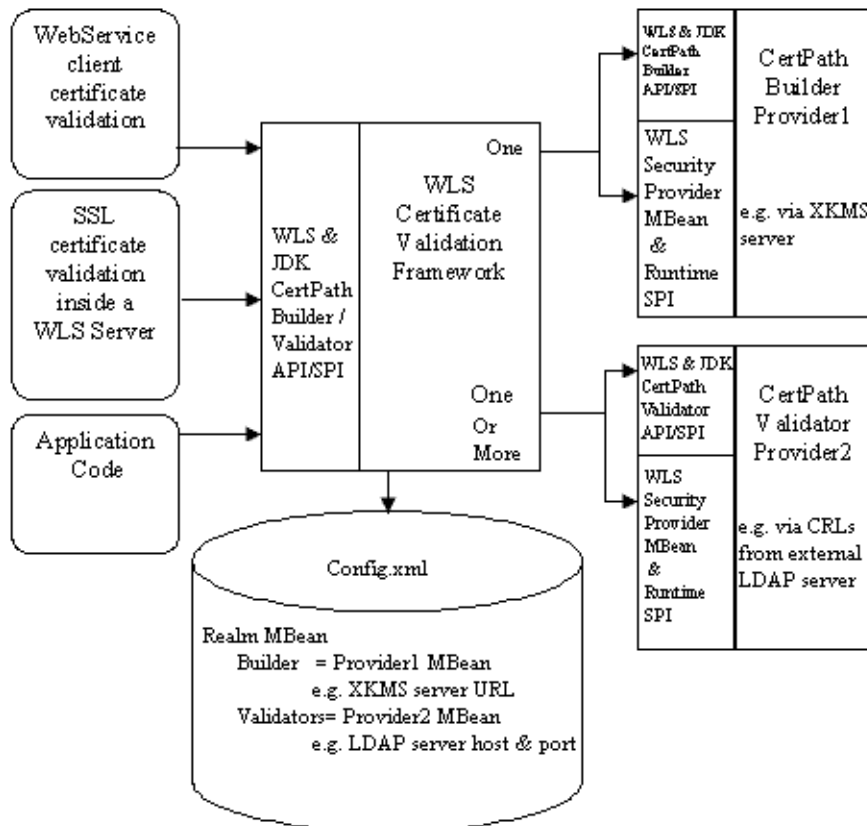 WebService
client
certificate
validation
SSL
certificate
validation
inside a
WLS Server
Application
Code
WLS &
JDK
CertPath
Builder /
Validator
API/SPI
One
WLS
Certificate
Validation
Framework
One
Or
More
WLS & JDK
CertPath
Builder
API/SPI
WLS
Security
Provider
MBean
&
Runtime
SPI
CertPath
Builder
Provider1
e.g. via XKMS
server
WLS & JDK
CertPath
Validator
API/SPI
WLS
Security
Provider
MBean
&
Runtime
SPI
CertPath
Validator
Provider2
e.g. via CRLs
from external
LDAP server
Config.xml
Realm MBean
Builder = Provider1 MBean
e.g. XKMS server URL
Validators= Provider2 MBean
e.g. LDAP server host & port